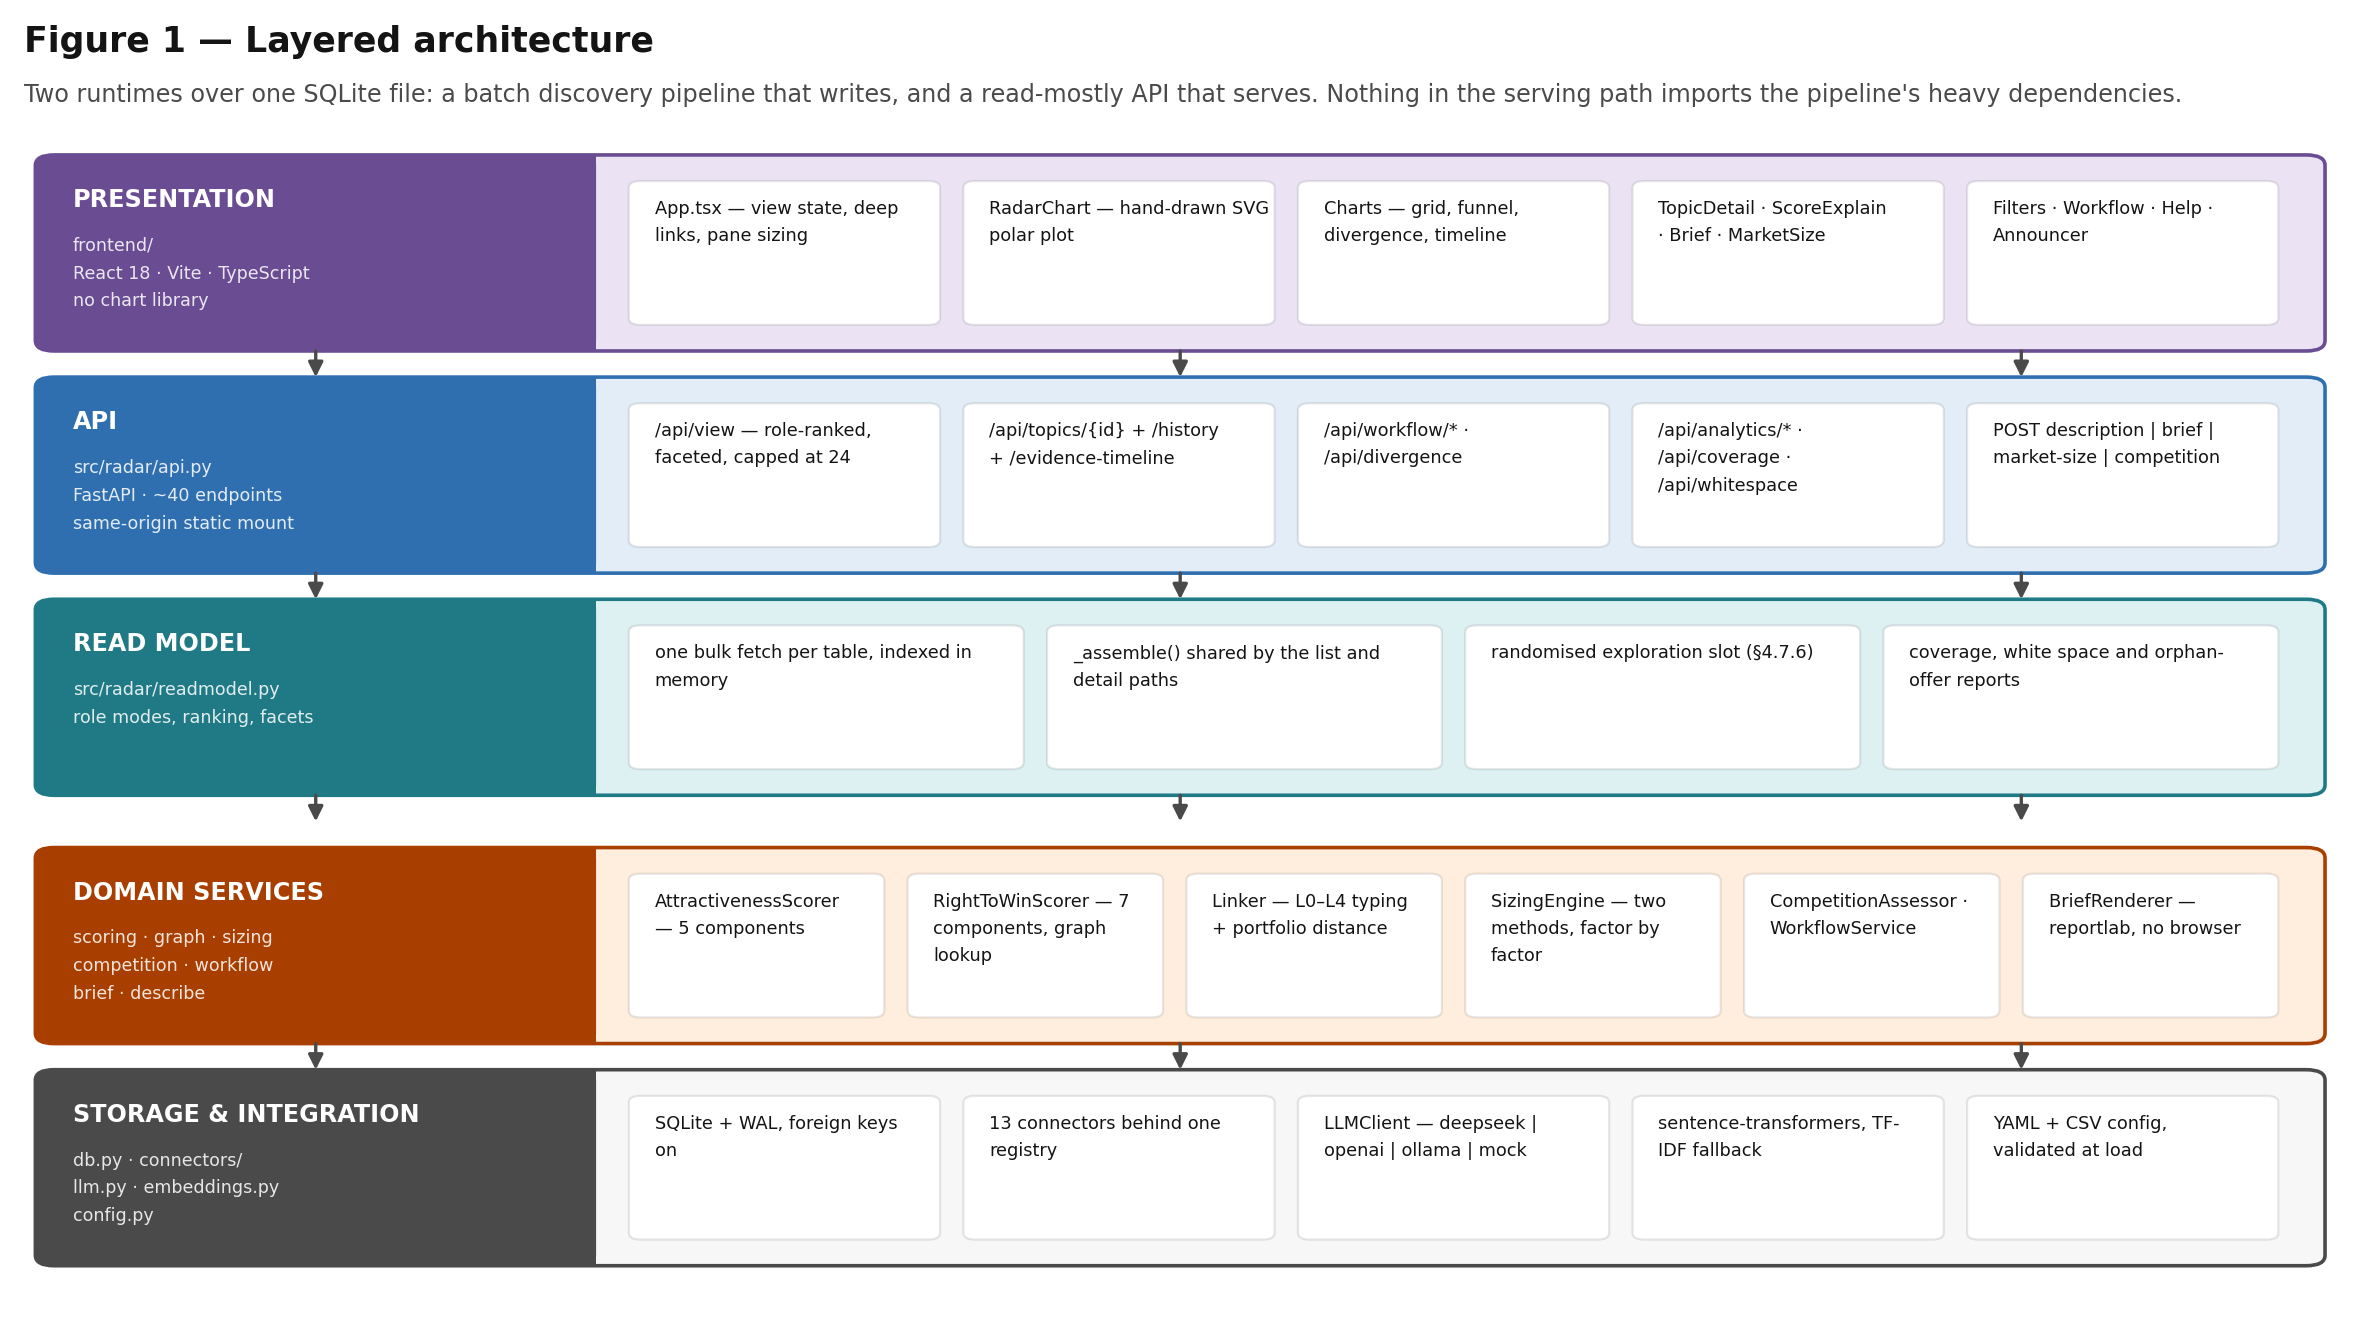 Figure 1 — Layered architecture
Two runtimes over one SQLite file: a batch discovery pipeline that writes, and a read-mostly API that serves. Nothing in the serving path imports the pipeline's heavy dependencies.
PRESENTATION
frontend/
React 18 · Vite · TypeScript
no chart library
App.tsx — view state, deep
links, pane sizing
RadarChart — hand-drawn SVG
polar plot
Charts — grid, funnel,
divergence, timeline
TopicDetail · ScoreExplain
· Brief · MarketSize
Filters · Workflow · Help ·
Announcer
API
src/radar/api.py
FastAPI · ~40 endpoints
same-origin static mount
/api/view — role-ranked,
faceted, capped at 24
/api/topics/{id} + /history
+ /evidence-timeline
/api/workflow/* ·
/api/divergence
/api/analytics/* ·
/api/coverage ·
/api/whitespace
POST description | brief |
market-size | competition
READ MODEL
src/radar/readmodel.py
role modes, ranking, facets
one bulk fetch per table, indexed in
memory
_assemble() shared by the list and
detail paths
randomised exploration slot (§4.7.6)
coverage, white space and orphan-
offer reports
DOMAIN SERVICES
scoring · graph · sizing
competition · workflow
brief · describe
AttractivenessScorer
— 5 components
RightToWinScorer — 7
components, graph
lookup
Linker — L0–L4 typing
+ portfolio distance
SizingEngine — two
methods, factor by
factor
CompetitionAssessor ·
WorkflowService
BriefRenderer —
reportlab, no browser
STORAGE & INTEGRATION
db.py · connectors/
llm.py · embeddings.py
config.py
SQLite + WAL, foreign keys
on
13 connectors behind one
registry
LLMClient — deepseek |
openai | ollama | mock
sentence-transformers, TF-
IDF fallback
YAML + CSV config,
validated at load